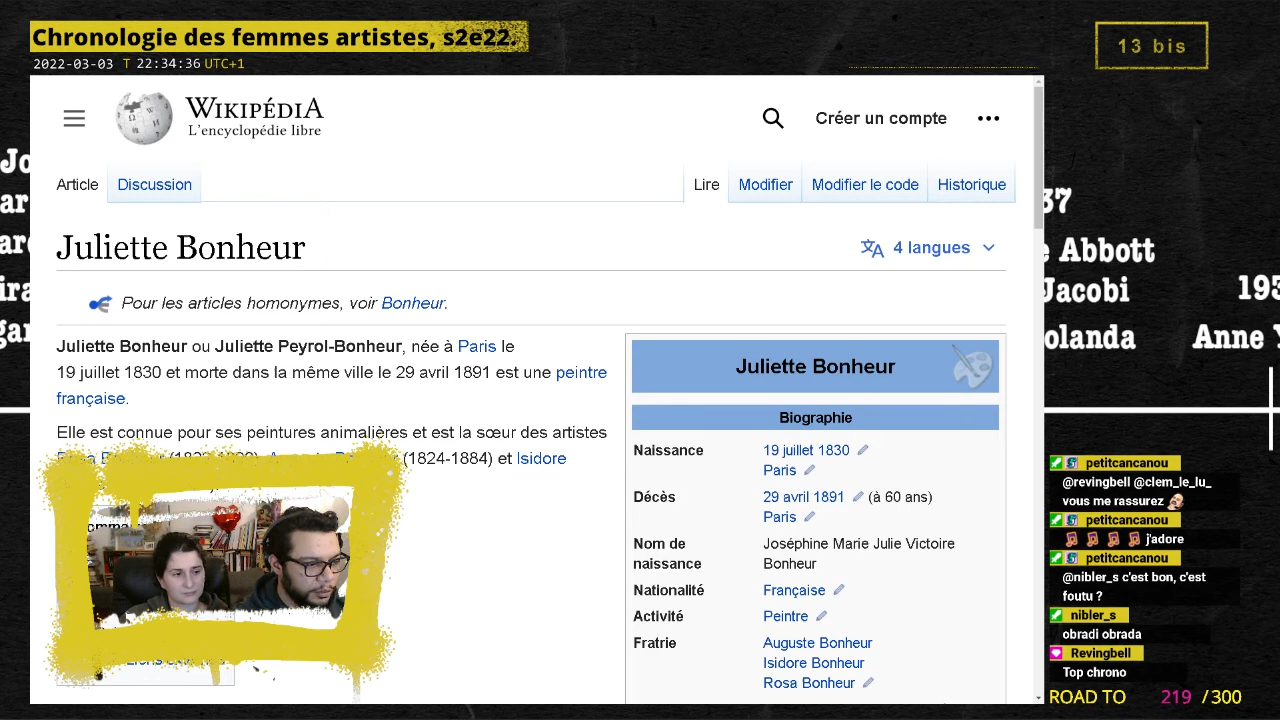 Chronologie des femmes artistes, s2e22.
2022-03-03 T 22:34:36 UTC+1
13 bis
WIKIPÉDIA
L'encyclopédie libre
Créer un compte
Article
Discussion
Lire
Modifier
Modifier le code
Historique
Juliette Bonheur
4 langues
Pour les articles homonymes, voir Bonheur.
Juliette Bonheur ou Juliette Peyrol-Bonheur, née à Paris le
19 juillet 1830 et morte dans la même ville le 29 avril 1891 est une peintre
française.
Elle est connue pour ses peintures animalières et est la sœur des artistes
(1824-1884) et Isidore
Juliette Bonheur
Biographie
Naissance
19 juillet 1830
Paris
Décès
29 avril 1891 (à 60 ans)
Paris
Nom de
naissance
Joséphine Marie Julie Victoire
Bonheur
Nationalité
Française
Activité
Peintre
Fratrie
Auguste Bonheur
Isidore Bonheur
Rosa Bonheur
37
Abbott
Jacobi
193
olanda
Anne Y
petitcancanou
@revingbell @clem_le_lu_
vous me rassurez
petitcancanou
j'adore
petitcancanou
@nibler_s c'est bon, c'est
foutu ?
nibler_s
obradi obrada
Revingbell
Top chrono
ROAD TO 219 /300